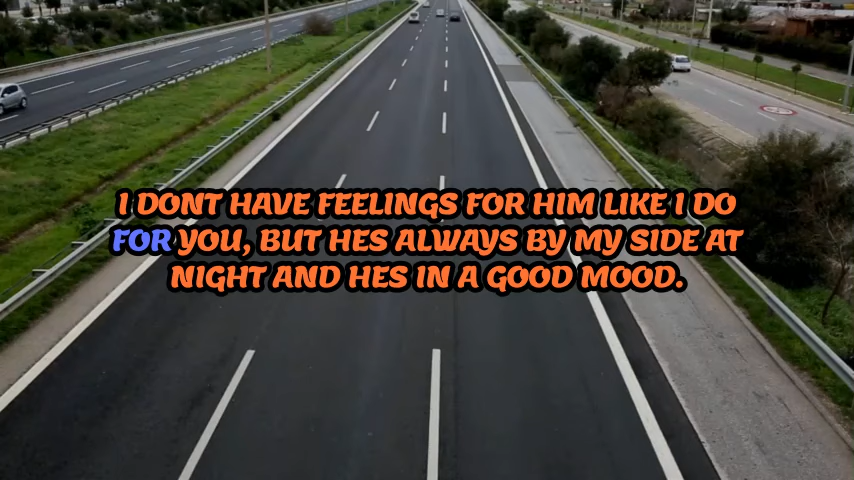 I DONT HAVE FEELINGS FOR HIM LIKE I DO
FOR YOU, BUT HES ALWAYS BY MY SIDE AT
NIGHT AND HES IN A GOOD MOOD.